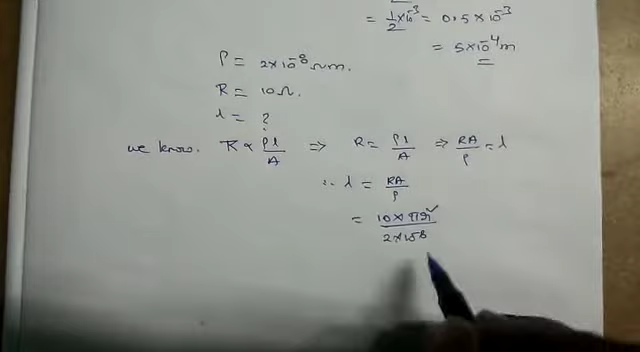 = 1/2 × 10⁻³ = 0.5 × 10⁻³
= 5 × 10⁻⁴ m
ρ = 2 × 10⁻⁸ Ωm.
R = 10 Ω.
l = ?
we know. R ∝ ρl/A ⇒ R = ρl/A ⇒ RA/ρ = l
∴ l = RA/ρ
= 10 × πr²/2 × 10⁻⁸